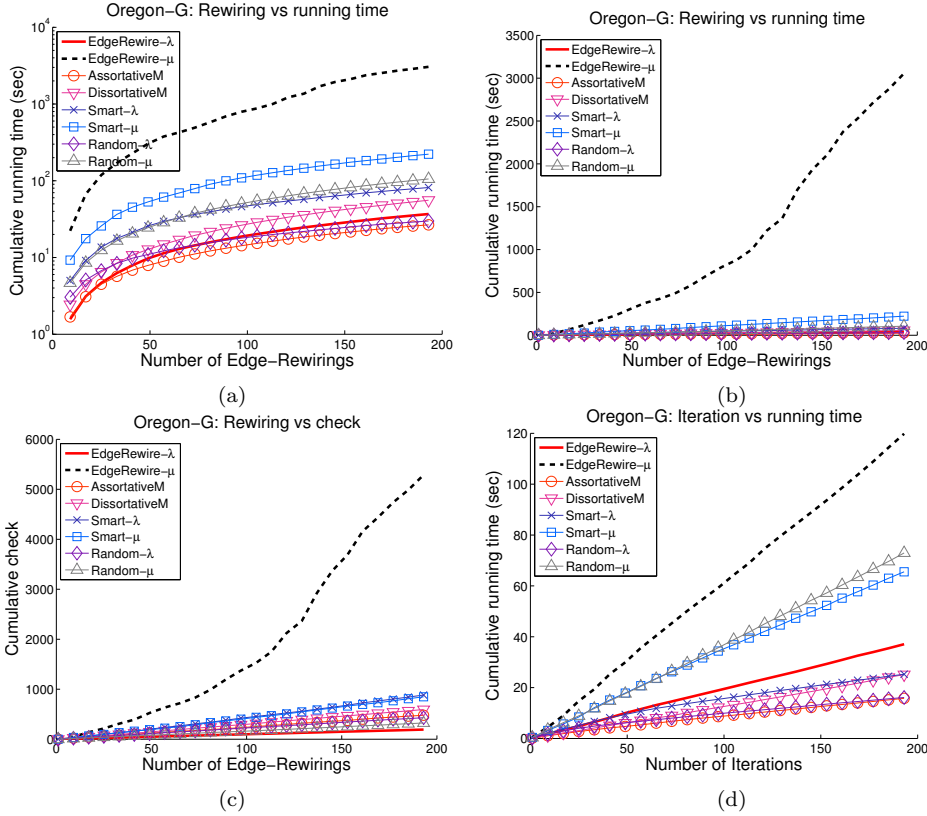 Oregon−G: Rewiring vs running time
10^4
10^3
10^2
10^1
10^0
Cumulative running time (sec)
EdgeRewire−λ
EdgeRewire−μ
AssortativeM
DissortativeM
Smart−λ
Smart−μ
Random−λ
Random−μ
0 50 100 150 200
Number of Edge−Rewirings
(a)
Oregon−G: Rewiring vs running time
3500
3000
2500
2000
1500
1000
500
0
Cumulative running time (sec)
EdgeRewire−λ
EdgeRewire−μ
AssortativeM
DissortativeM
Smart−λ
Smart−μ
Random−λ
Random−μ
0 50 100 150 200
Number of Edge−Rewirings
(b)
Oregon−G: Rewiring vs check
6000
5000
4000
3000
2000
1000
0
Cumulative check
EdgeRewire−λ
EdgeRewire−μ
AssortativeM
DissortativeM
Smart−λ
Smart−μ
Random−λ
Random−μ
0 50 100 150 200
Number of Edge−Rewirings
(c)
Oregon−G: Iteration vs running time
120
100
80
60
40
20
0
Cumulative running time (sec)
EdgeRewire−λ
EdgeRewire−μ
AssortativeM
DissortativeM
Smart−λ
Smart−μ
Random−λ
Random−μ
0 50 100 150 200
Number of Iterations
(d)